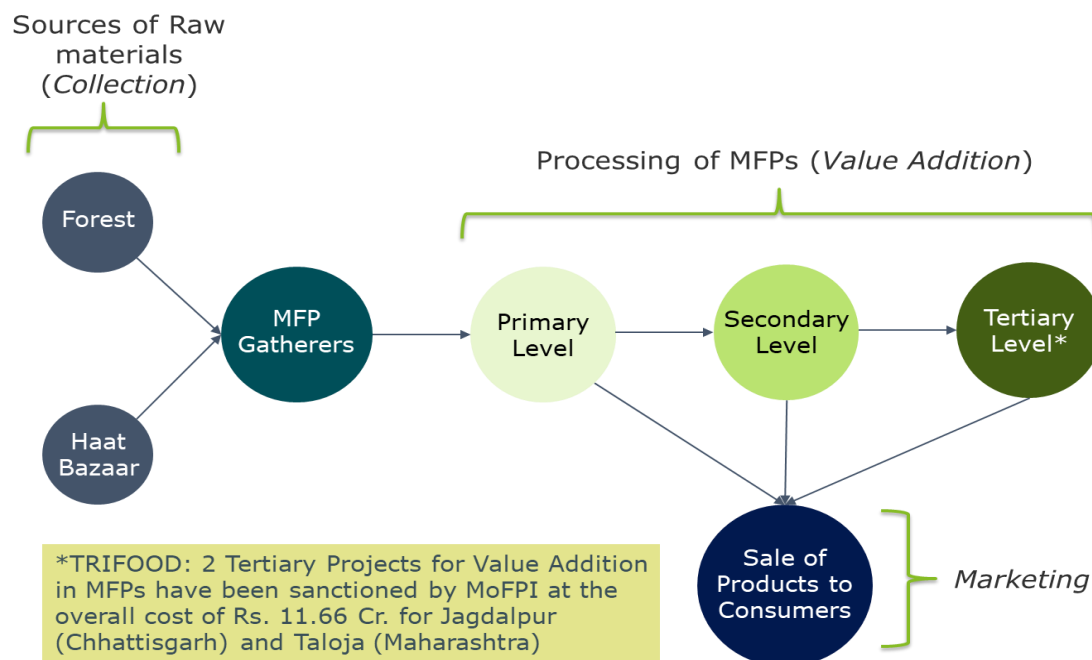 Sources of Raw
materials
(Collection)
Processing of MFPs (Value Addition)
Forest
MFP
Gatherers
Primary
Level
Secondary
Level
Tertiary
Level*
Haat
Bazaar
Sale of
Products to
Consumers
Marketing
*TRIFOOD: 2 Tertiary Projects for Value Addition
in MFPs have been sanctioned by MoFPI at the
overall cost of Rs. 11.66 Cr. for Jagdalpur
(Chhattisgarh) and Taloja (Maharashtra)